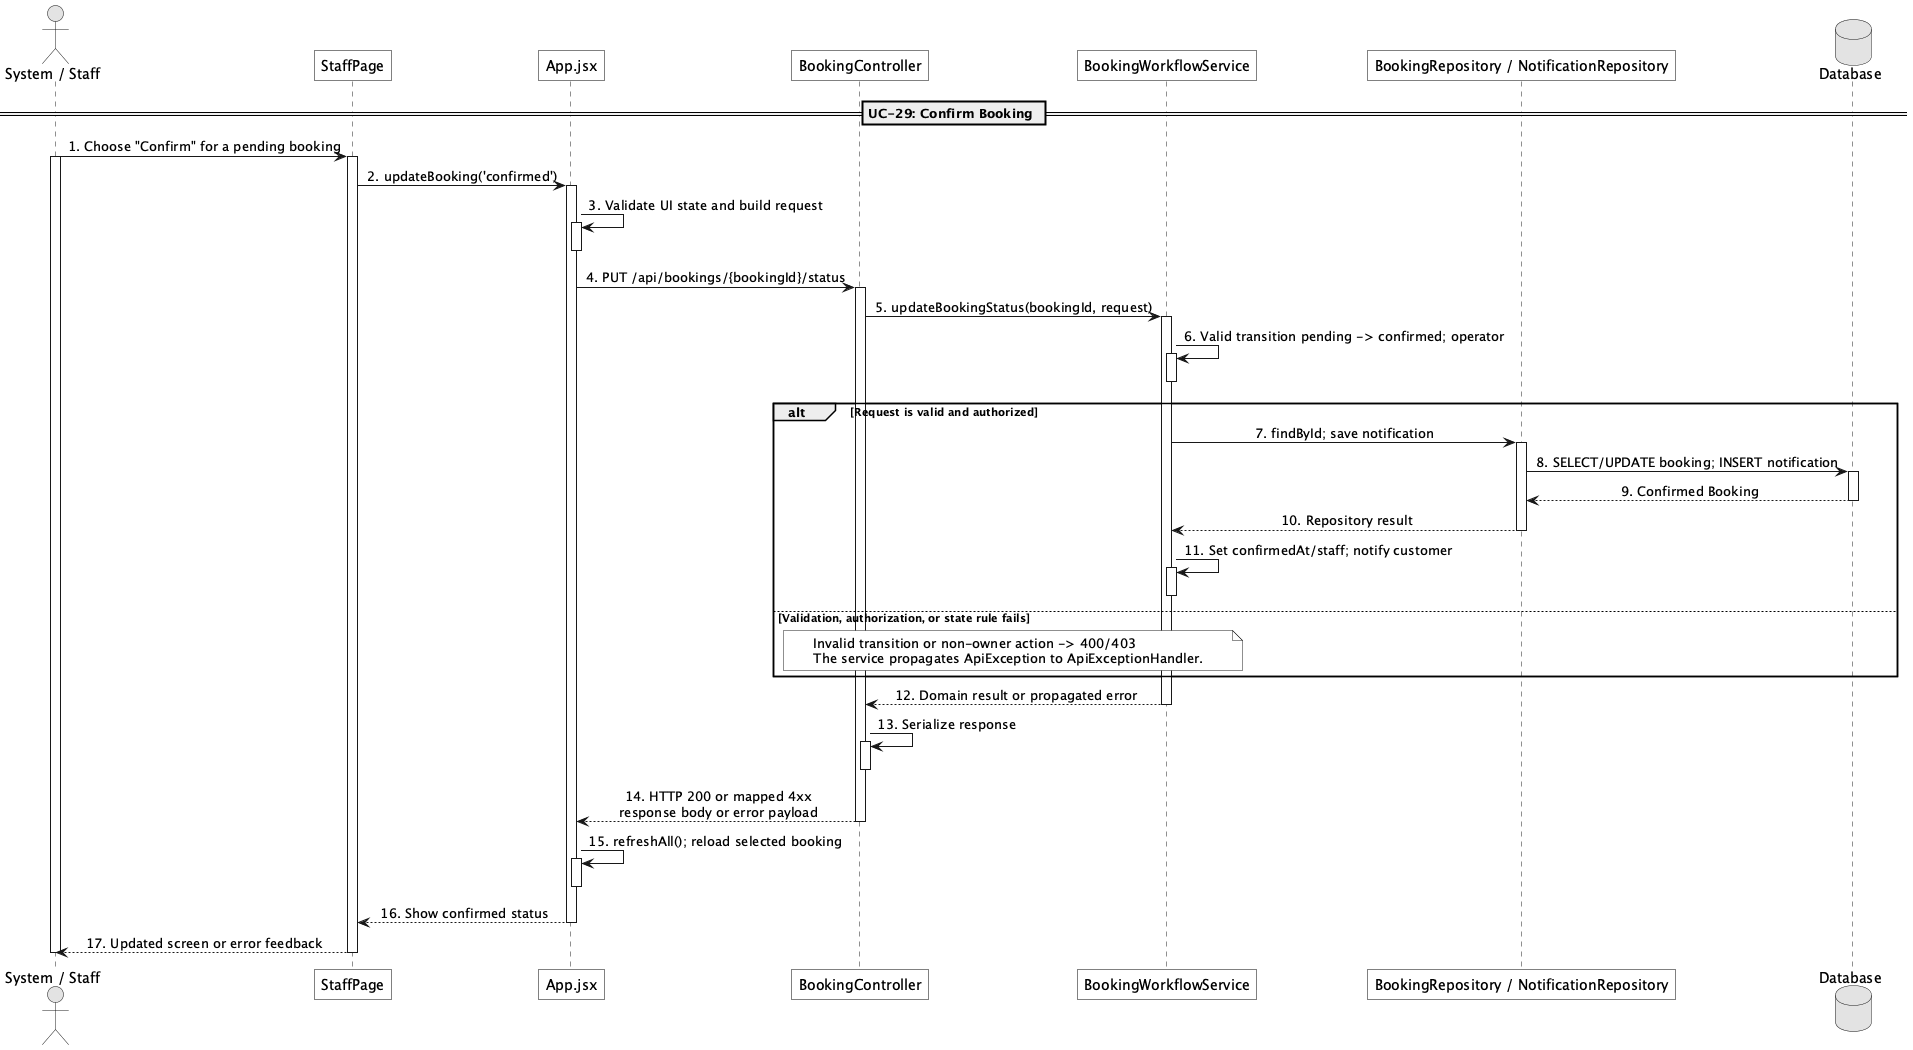 System / Staff
StaffPage
App.jsx
BookingController
BookingWorkflowService
BookingRepository / NotificationRepository
Database
UC-29: Confirm Booking
1. Choose "Confirm" for a pending booking
2. updateBooking('confirmed')
3. Validate UI state and build request
4. PUT /api/bookings/{bookingId}/status
5. updateBookingStatus(bookingId, request)
6. Valid transition pending -> confirmed; operator
alt
[Request is valid and authorized]
7. findById; save notification
8. SELECT/UPDATE booking; INSERT notification
9. Confirmed Booking
10. Repository result
11. Set confirmedAt/staff; notify customer
[Validation, authorization, or state rule fails]
Invalid transition or non-owner action -> 400/403
The service propagates ApiException to ApiExceptionHandler.
12. Domain result or propagated error
13. Serialize response
14. HTTP 200 or mapped 4xx
response body or error payload
15. refreshAll(); reload selected booking
16. Show confirmed status
17. Updated screen or error feedback
System / Staff
StaffPage
App.jsx
BookingController
BookingWorkflowService
BookingRepository / NotificationRepository
Database